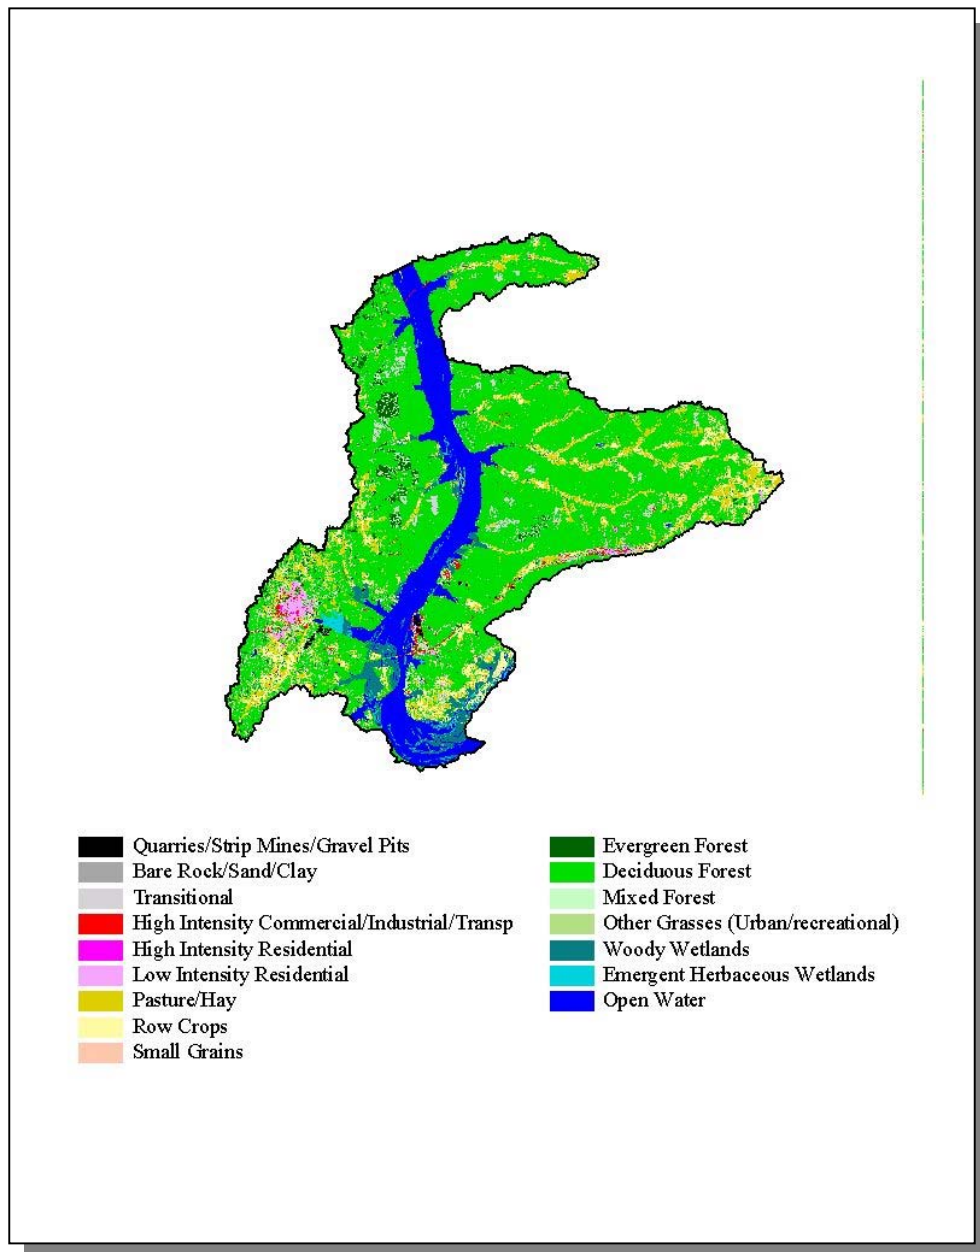 Quarries/Strip Mines/Gravel Pits
Bare Rock/Sand/Clay
Transitional
High Intensity Commercial/Industrial/Transp
High Intensity Residential
Low Intensity Residential
Pasture/Hay
Row Crops
Small Grains
Evergreen Forest
Deciduous Forest
Mixed Forest
Other Grasses (Urban/recreational)
Woody Wetlands
Emergent Herbaceous Wetlands
Open Water